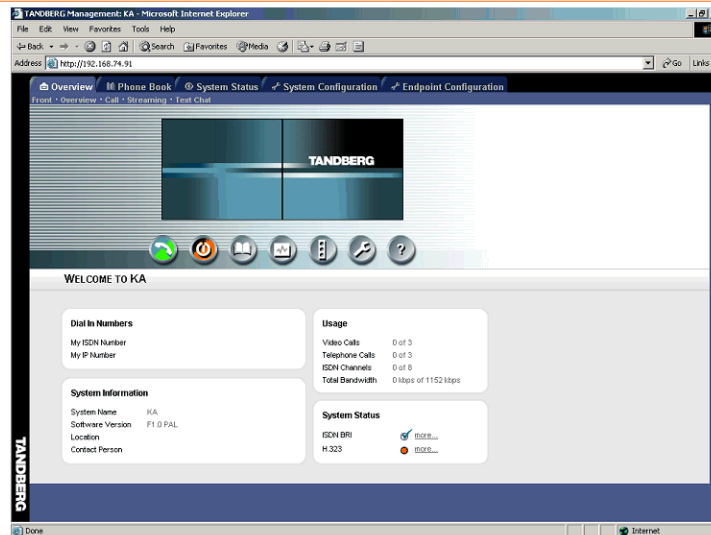 TANDBERG Management: KA - Microsoft Internet Explorer
File Edit View Favorites Tools Help
Back Search Favorites Media
Address http://192.168.74.91 Go Links
Overview Phone Book System Status System Configuration Endpoint Configuration
Front · Overview · Call · Streaming · Text Chat
TANDBERG
?
WELCOME TO KA
Dial In Numbers
My ISDN Number
My IP Number
System Information
System Name KA
Software Version F1.0 PAL
Location
Contact Person
Usage
Video Calls 0 of 3
Telephone Calls 0 of 3
ISDN Channels 0 of 8
Total Bandwidth 0 kbps of 1152 kbps
System Status
ISDN BRI more...
H.323 more...
TANDBERG
Done Internet